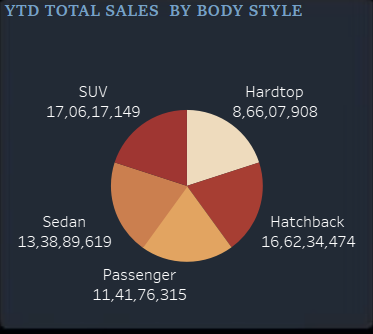 YTD TOTAL SALES BY BODY STYLE
SUV
17,06,17,149
Hardtop
8,66,07,908
Sedan
13,38,89,619
Hatchback
16,62,34,474
Passenger
11,41,76,315